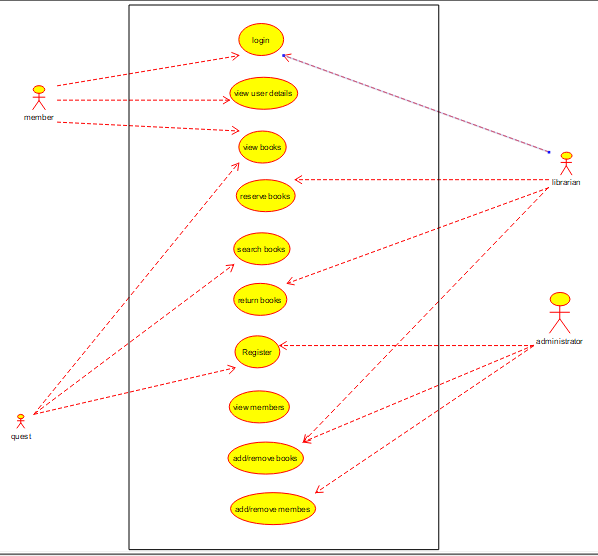 login
view user details
member
view books
librarian
reserve books
search books
return books
administrator
Register
view members
quest
add/remove books
add/remove membes